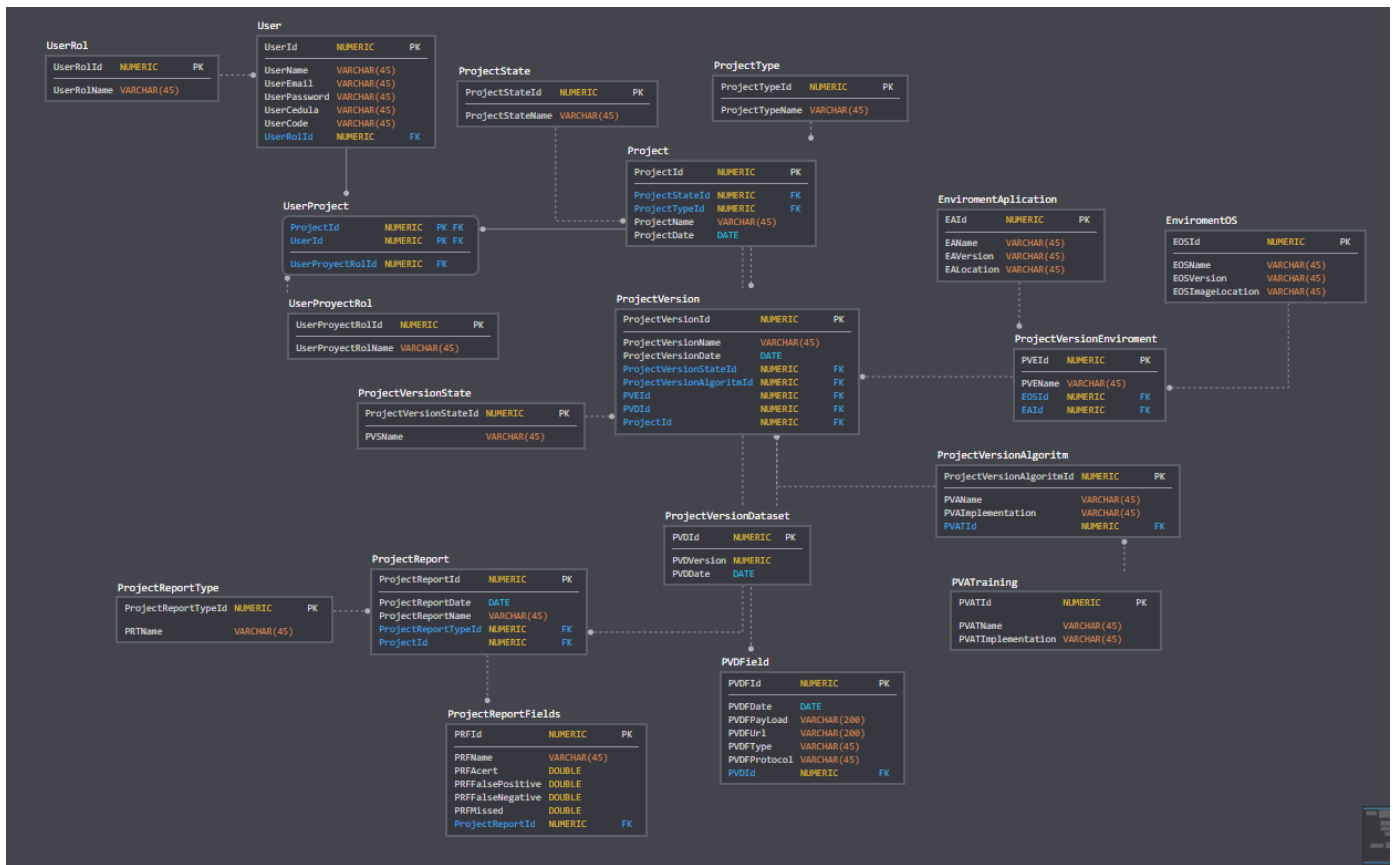 User
UserId NUMERIC PK
UserName VARCHAR(45)
UserEmail VARCHAR(45)
UserPassword VARCHAR(45)
UserCedula VARCHAR(45)
UserCode VARCHAR(45)
UserRolId NUMERIC FK
UserRol
UserRolId NUMERIC PK
UserRolName VARCHAR(45)
ProjectState
ProjectStateId NUMERIC PK
ProjectStateName VARCHAR(45)
ProjectType
ProjectTypeId NUMERIC PK
ProjectTypeName VARCHAR(45)
Project
ProjectId NUMERIC PK
ProjectStateId NUMERIC FK
ProjectTypeId NUMERIC FK
ProjectName VARCHAR(45)
ProjectDate DATE
UserProject
ProjectId NUMERIC PK FK
UserId NUMERIC PK FK
UserProyectRolId NUMERIC FK
EnviromentAplication
EAId NUMERIC PK
EAName VARCHAR(45)
EAVersion VARCHAR(45)
EALocation VARCHAR(45)
EnviromentOS
EOSId NUMERIC PK
EOSName VARCHAR(45)
EOSVersion VARCHAR(45)
EOSImageLocation VARCHAR(45)
UserProyectRol
UserProyectRolId NUMERIC PK
UserProyectRolName VARCHAR(45)
ProjectVersion
ProjectVersionId NUMERIC PK
ProjectVersionName VARCHAR(45)
ProjectVersionDate DATE
ProjectVersionStateId NUMERIC FK
ProjectVersionAlgoritmId NUMERIC FK
PVEId NUMERIC FK
PVDId NUMERIC FK
ProjectId NUMERIC FK
ProjectVersionEnviroment
PVEId NUMERIC PK
PVEName VARCHAR(45)
EOSId NUMERIC FK
EAId NUMERIC FK
ProjectVersionState
ProjectVersionStateId NUMERIC PK
PVSName VARCHAR(45)
ProjectVersionAlgoritm
ProjectVersionAlgoritmId NUMERIC PK
PVAName VARCHAR(45)
PVAImplementation VARCHAR(45)
PVATId NUMERIC FK
ProjectVersionDataset
PVDId NUMERIC PK
PVDVersion NUMERIC
PVDDate DATE
ProjectReport
ProjectReportId NUMERIC PK
ProjectReportDate DATE
ProjectReportName VARCHAR(45)
ProjectReportTypeId NUMERIC FK
ProjectId NUMERIC FK
ProjectReportType
ProjectReportTypeId NUMERIC PK
PRTName VARCHAR(45)
PVATraining
PVATId NUMERIC PK
PVATName VARCHAR(45)
PVATImplementation VARCHAR(45)
PVDField
PVDFId NUMERIC PK
PVDFDate DATE
PVDFPayLoad VARCHAR(200)
PVDFUrl VARCHAR(200)
PVDFType VARCHAR(45)
PVDFProtocol VARCHAR(45)
PVDId NUMERIC FK
ProjectReportFields
PRFId NUMERIC PK
PRFName VARCHAR(45)
PRFAcert DOUBLE
PRFFalsePositive DOUBLE
PRFFalseNegative DOUBLE
PRFMissed DOUBLE
ProjectReportId NUMERIC FK